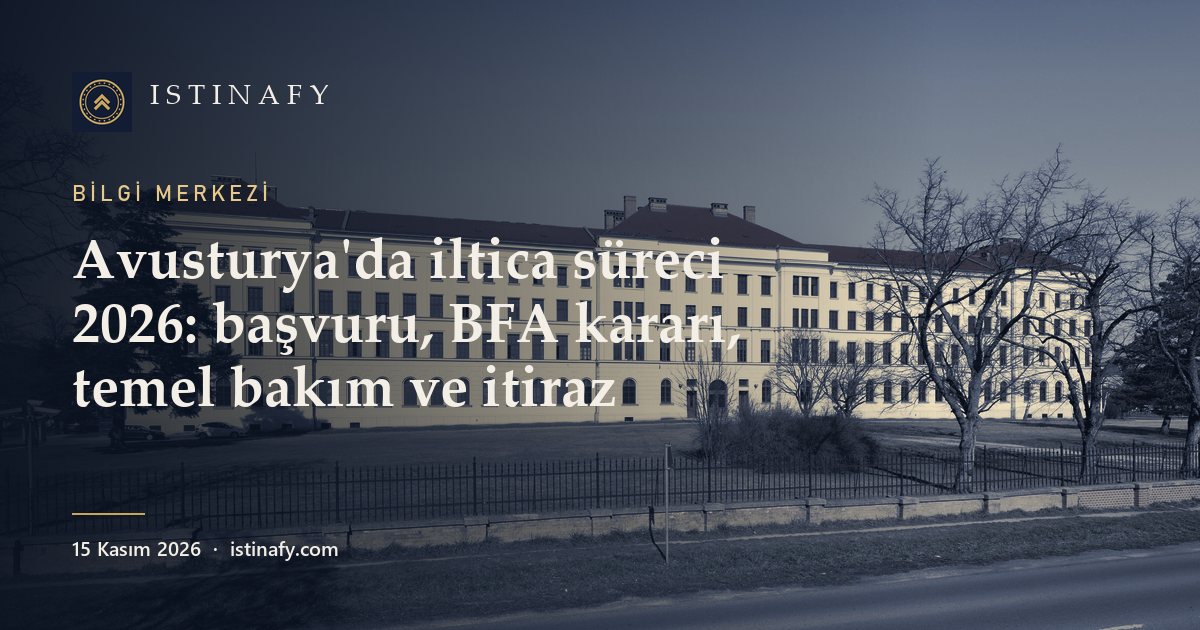 ISTINAFY
BİLGİ MERKEZİ
Avusturya'da iltica süreci
2026: başvuru, BFA kararı,
temel bakım ve itiraz
15 Kasım 2026 · istinafy.com